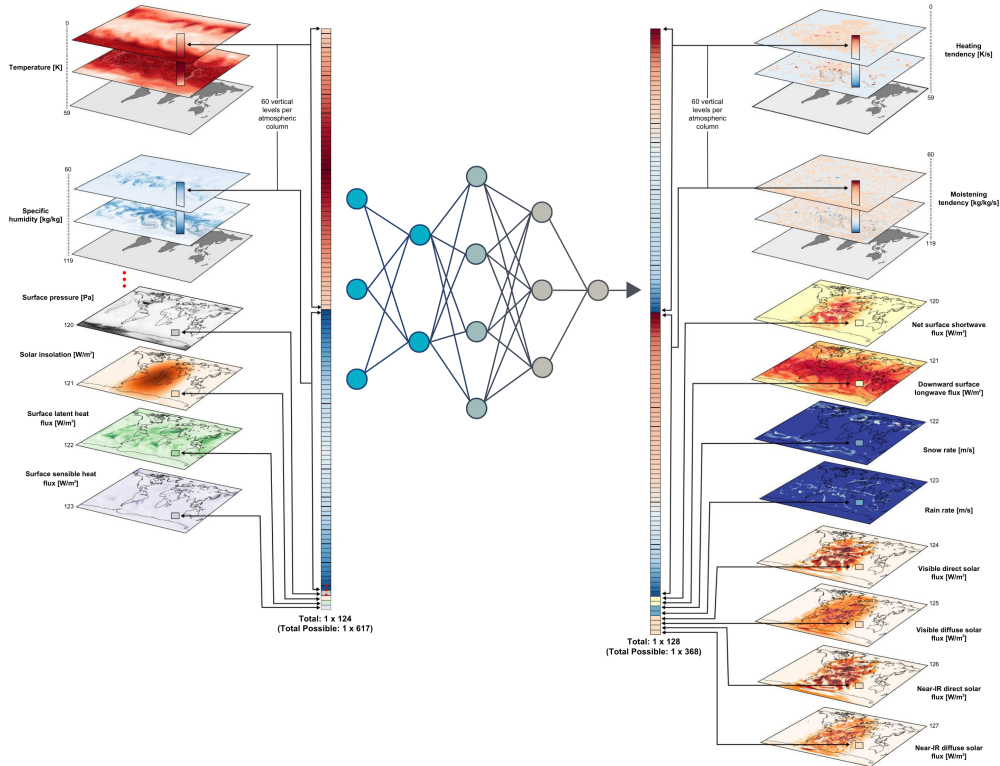 0
Temperature [K]
59
60 vertical
levels per
atmospheric
column
60
Specific
humidity [kg/kg]
119
Surface pressure [Pa]
120
Solar insolation [W/m²]
121
Surface latent heat
flux [W/m²]
122
Surface sensible heat
flux [W/m²]
123
Total: 1 x 124
(Total Possible: 1 x 617)
0
Heating
tendency [K/s]
59
60 vertical
levels per
atmospheric
column
60
Moistening
tendency [kg/kg/s]
119
120
Net surface shortwave
flux [W/m²]
121
Downward surface
longwave flux [W/m²]
122
Snow rate [m/s]
123
Rain rate [m/s]
124
Visible direct solar
flux [W/m²]
125
Visible diffuse solar
flux [W/m²]
126
Near-IR direct solar
flux [W/m²]
127
Near-IR diffuse solar
flux [W/m²]
Total: 1 x 128
(Total Possible: 1 x 368)